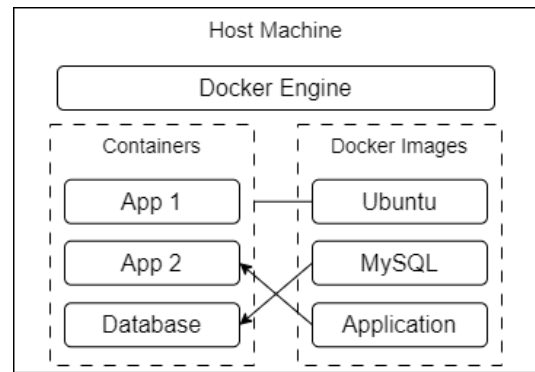 Host Machine
Docker Engine
Containers
Docker Images
App 1
Ubuntu
App 2
MySQL
Database
Application